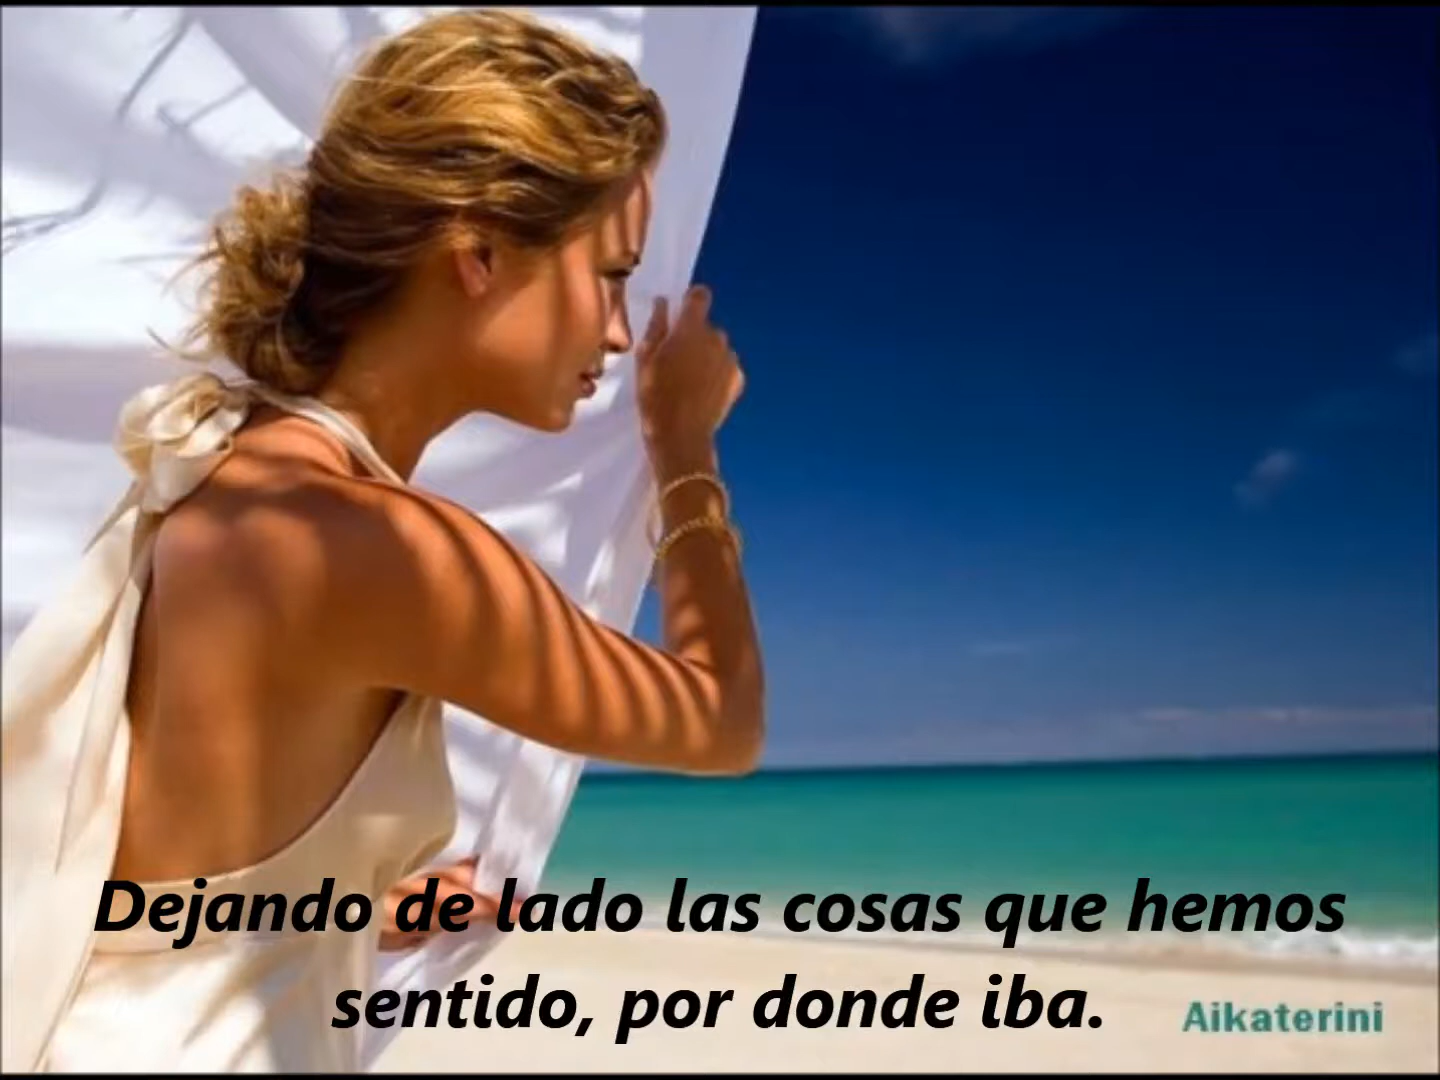 Dejando de lado las cosas que hemos
sentido, por donde iba.
Aikaterini